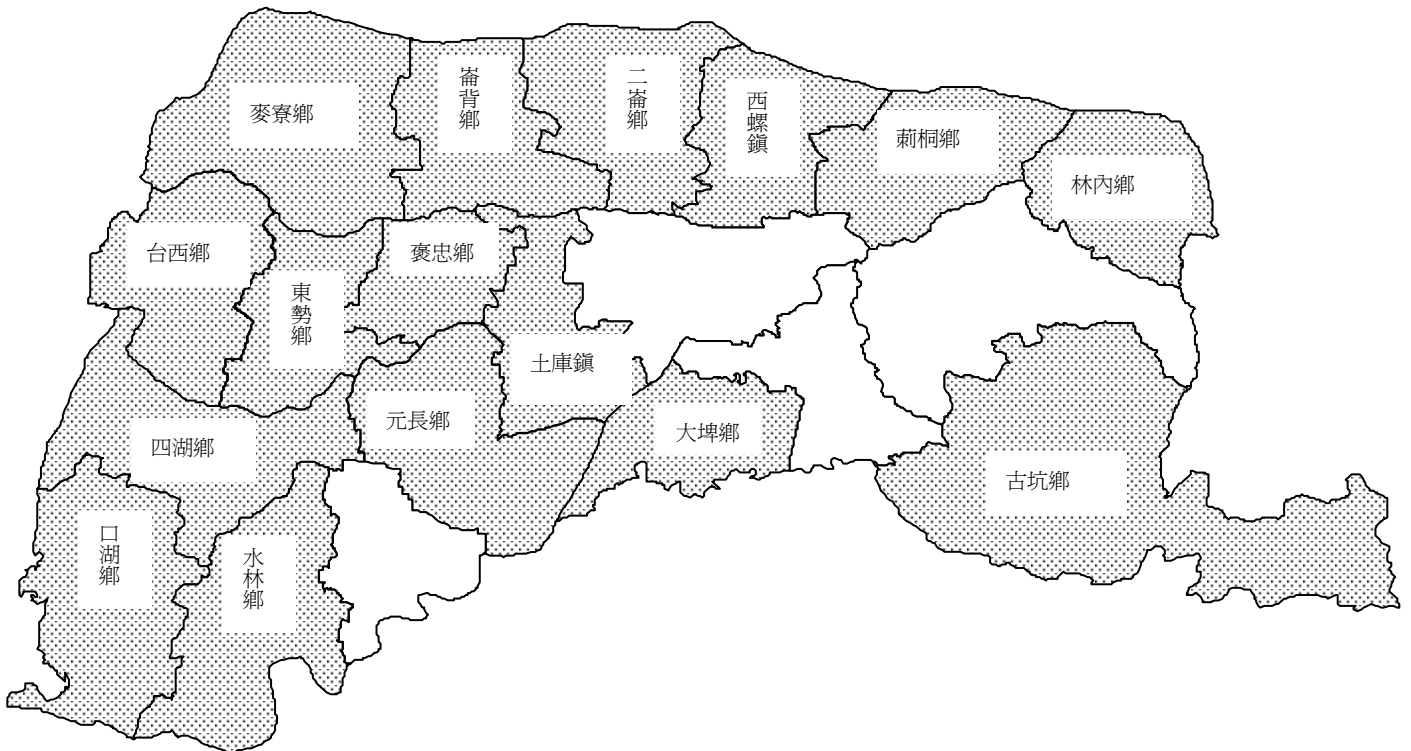 麥寮鄉
崙背鄉
二崙鄉
西螺鎮
莿桐鄉
林內鄉
台西鄉
東勢鄉
褒忠鄉
土庫鎮
四湖鄉
元長鄉
大埤鄉
古坑鄉
口湖鄉
水林鄉